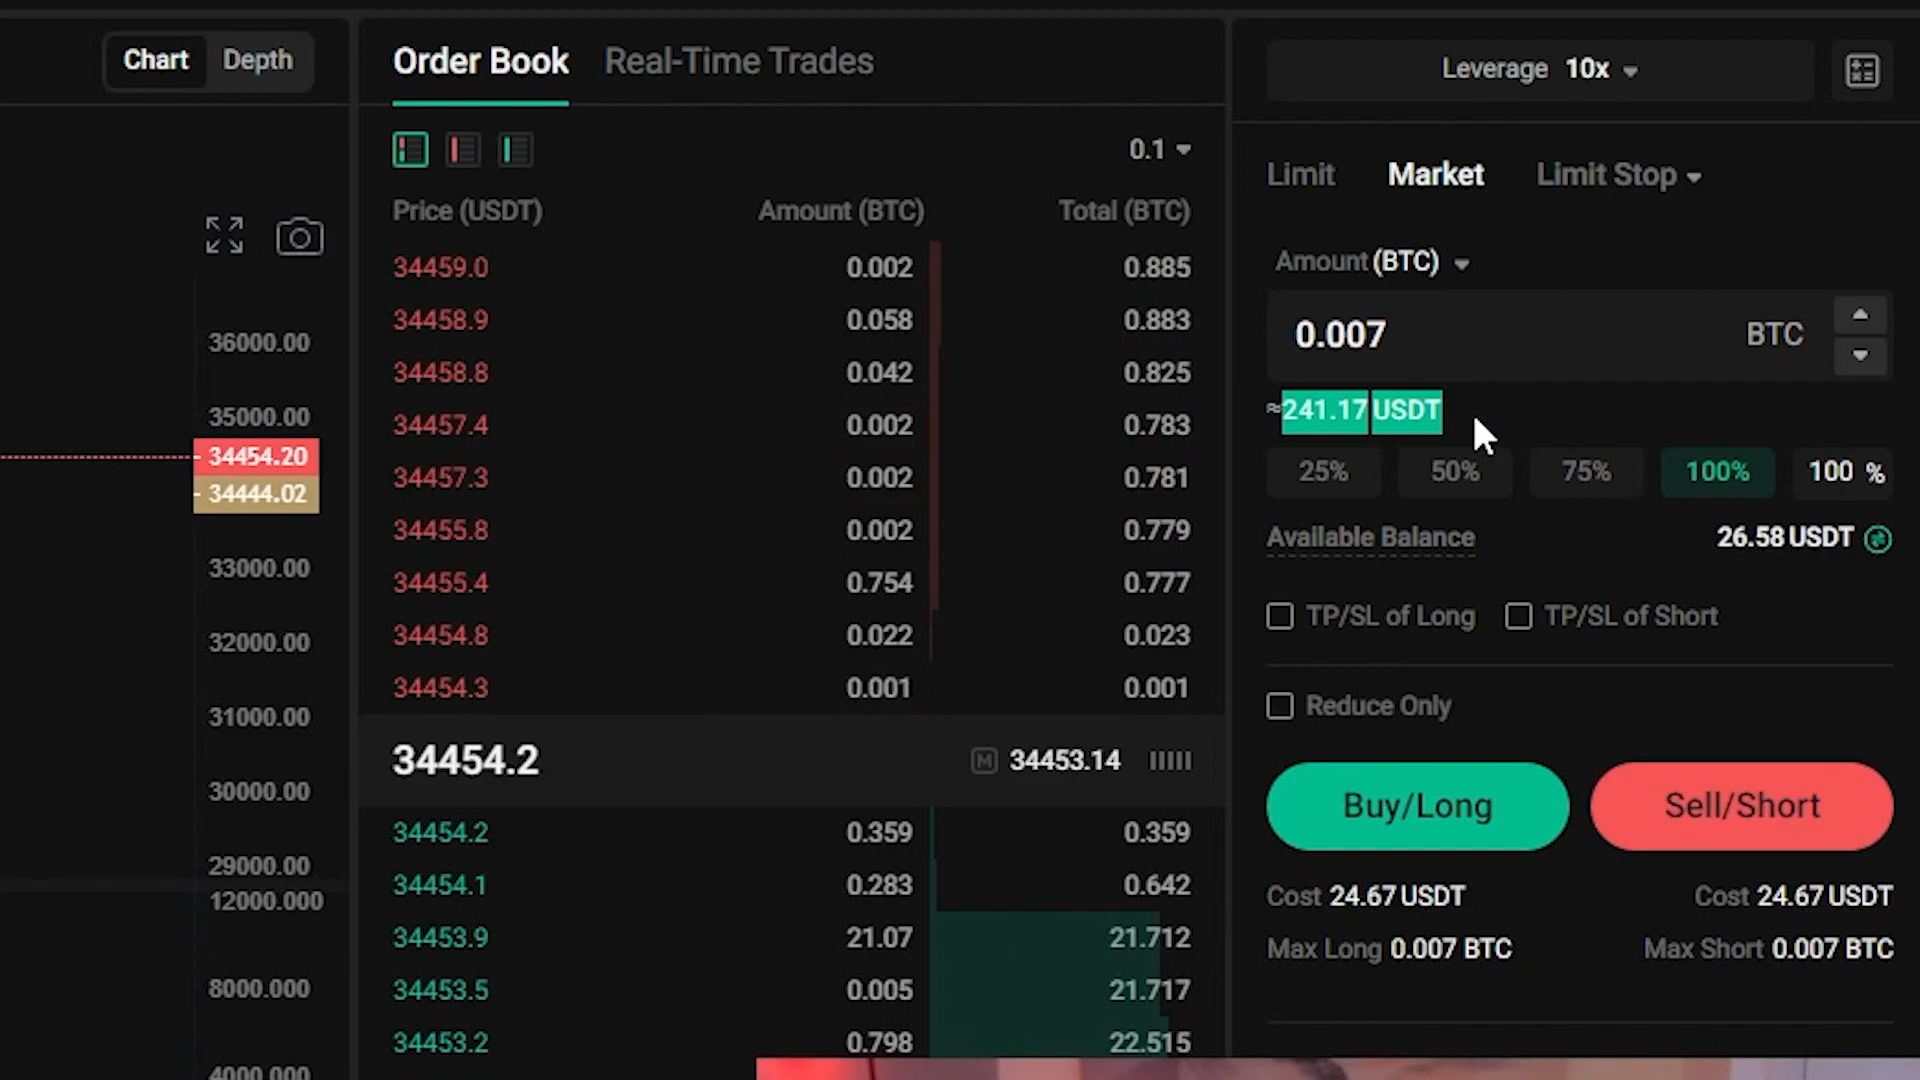 Chart Depth
36000.00
35000.00
34454.20
34444.02
33000.00
32000.00
31000.00
30000.00
29000.00
12000.000
8000.000
4000.000
Order Book Real-Time Trades
0.1
Price (USDT) Amount (BTC) Total (BTC)
34459.0 0.002 0.885
34458.9 0.058 0.883
34458.8 0.042 0.825
34457.4 0.002 0.783
34457.3 0.002 0.781
34455.8 0.002 0.779
34455.4 0.754 0.777
34454.8 0.022 0.023
34454.3 0.001 0.001
34454.2 M 34453.14
34454.2 0.359 0.359
34454.1 0.283 0.642
34453.9 21.07 21.712
34453.5 0.005 21.717
34453.2 0.798 22.515
Leverage 10x
Limit Market Limit Stop
Amount (BTC)
0.007 BTC
≈241.17 USDT
25% 50% 75% 100% 100 %
Available Balance 26.58 USDT
TP/SL of Long TP/SL of Short
Reduce Only
Buy/Long Sell/Short
Cost 24.67 USDT Cost 24.67 USDT
Max Long 0.007 BTC Max Short 0.007 BTC